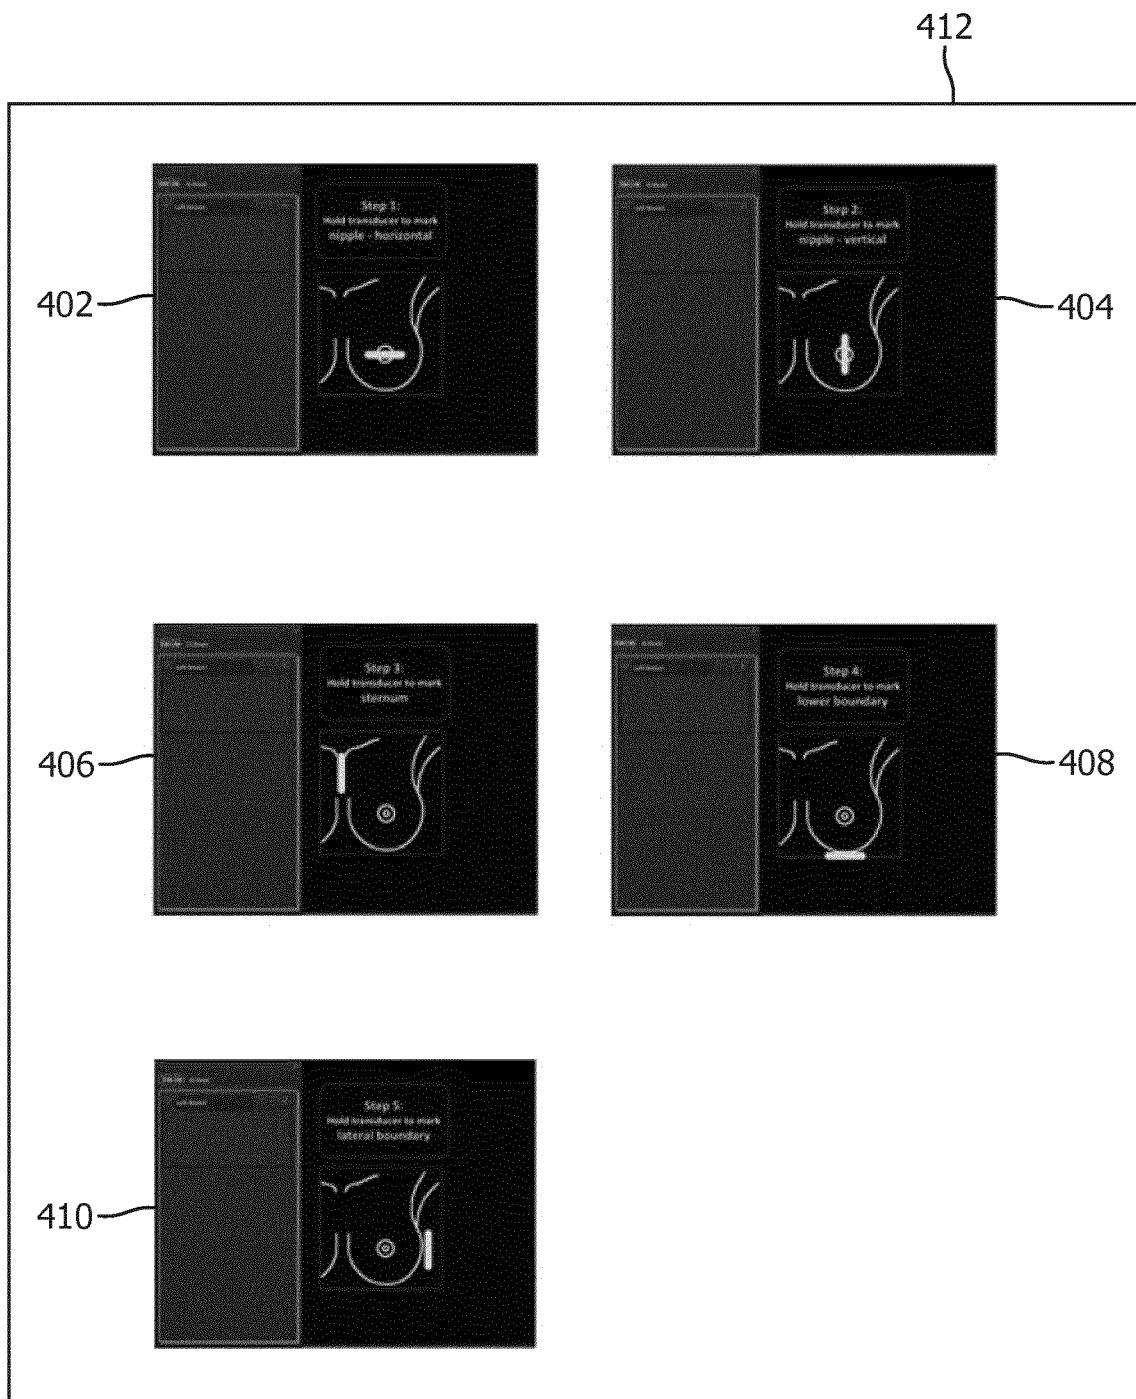 412
Step 1:
Hold transducer to mark
nipple - horizontal
402
Step 2:
Hold transducer to mark
nipple - vertical
404
Step 3:
Hold transducer to mark
sternum
406
Step 4:
Hold transducer to mark
lower boundary
408
Step 5:
Hold transducer to mark
lateral boundary
410